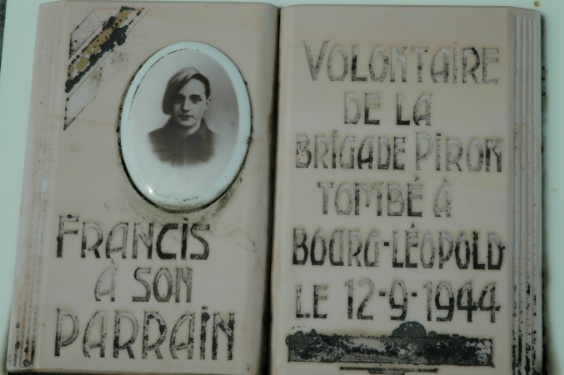 FRANCIS
À SON
PARRAIN
VOLONTAIRE
DE LA
BRIGADE PIRON
TOMBÉ À
BOURG-LÉOPOLD
LE 12-9-1944